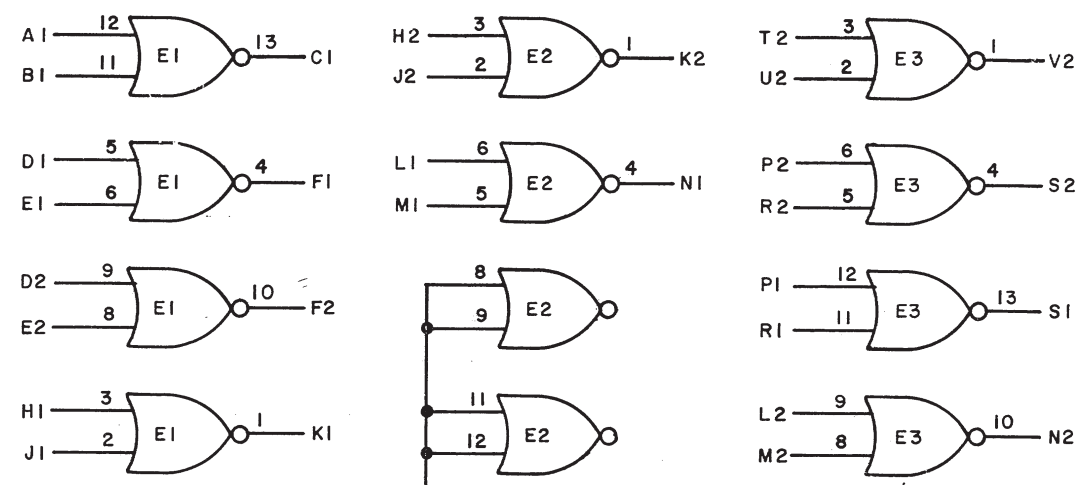 A1 12 E1 13 C1
B1 11
H2 3 E2 1 K2
J2 2
T2 3 E3 1 V2
U2 2
D1 5 E1 4 F1
E1 6
L1 6 E2 4 N1
M1 5
P2 6 E3 4 S2
R2 5
D2 9 E1 10 F2
E2 8
8 E2
9
P1 12 E3 13 S1
R1 11
H1 3 E1 1 K1
J1 2
11 E2
12
L2 9 E3 10 N2
M2 8